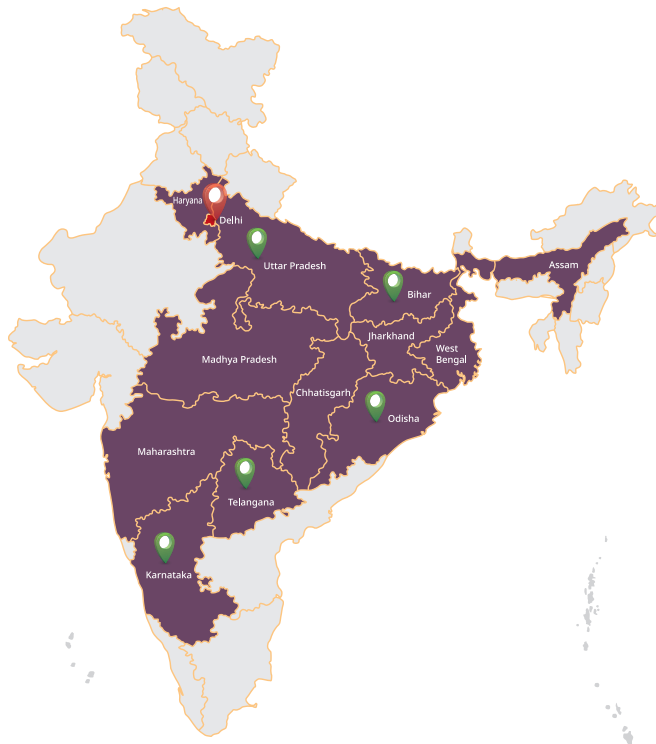 Haryana
Delhi
Uttar Pradesh
Assam
Bihar
Jharkhand
West
Bengal
Madhya Pradesh
Chhatisgarh
Odisha
Maharashtra
Telangana
Karnataka